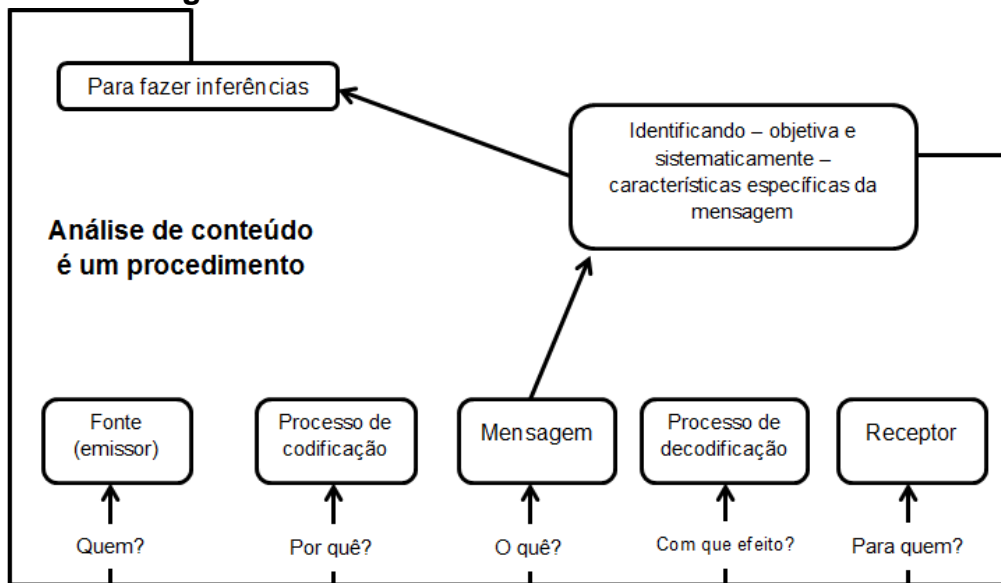 Para fazer inferências
Identificando – objetiva e
sistematicamente –
características específicas da
mensagem
Análise de conteúdo
é um procedimento
Fonte
(emissor)
Processo de
codificação
Mensagem
Processo de
decodificação
Receptor
Quem?
Por quê?
O quê?
Com que efeito?
Para quem?